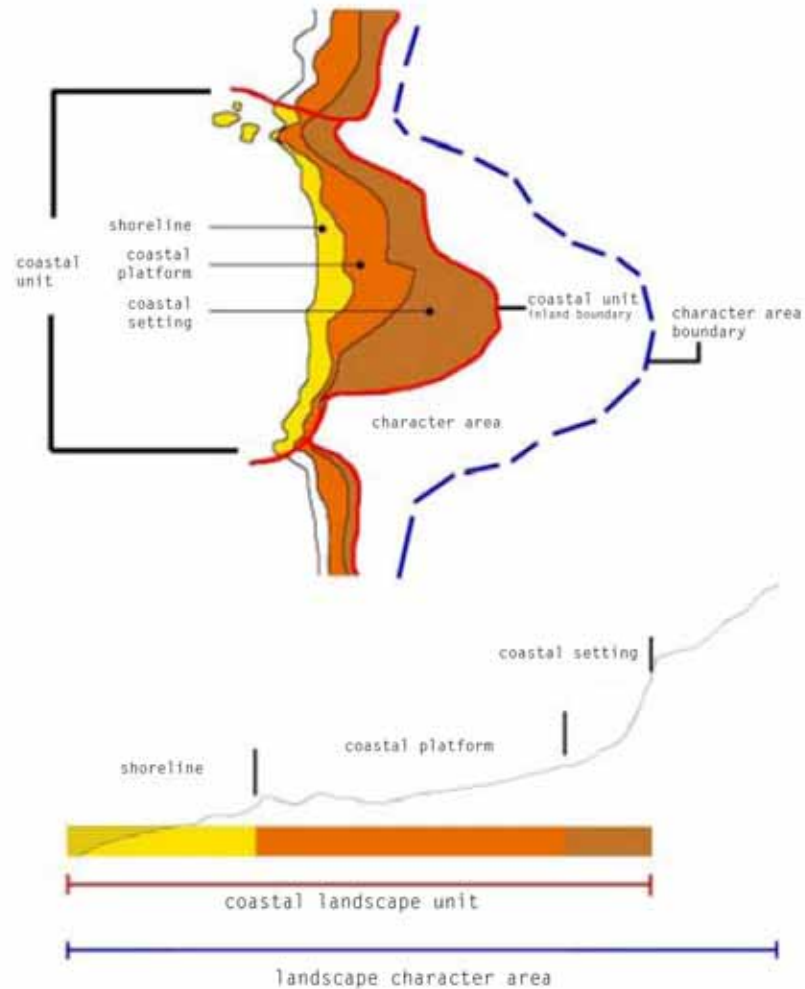 shoreline
coastal
platform
coastal
setting
coastal
unit
coastal unit
inland boundary
character area
boundary
character area
coastal setting
coastal platform
shoreline
coastal landscape unit
landscape character area